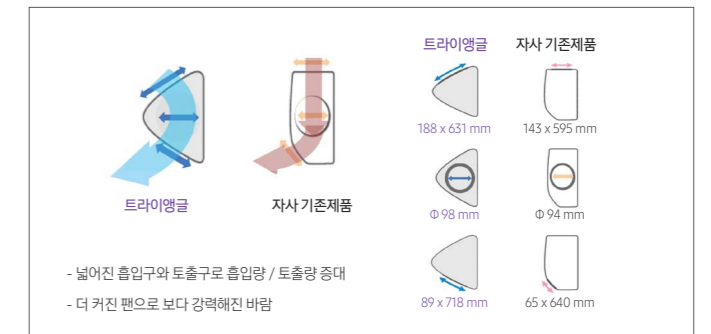 트라이앵글 자사 기존제품
188 x 631 mm 143 x 595 mm
Φ 98 mm Φ 94 mm
89 x 718 mm 65 x 640 mm
트라이앵글 자사 기존제품
- 넓어진 흡입구와 토출구로 흡입량 / 토출량 증대
- 더 커진 팬으로 보다 강력해진 바람